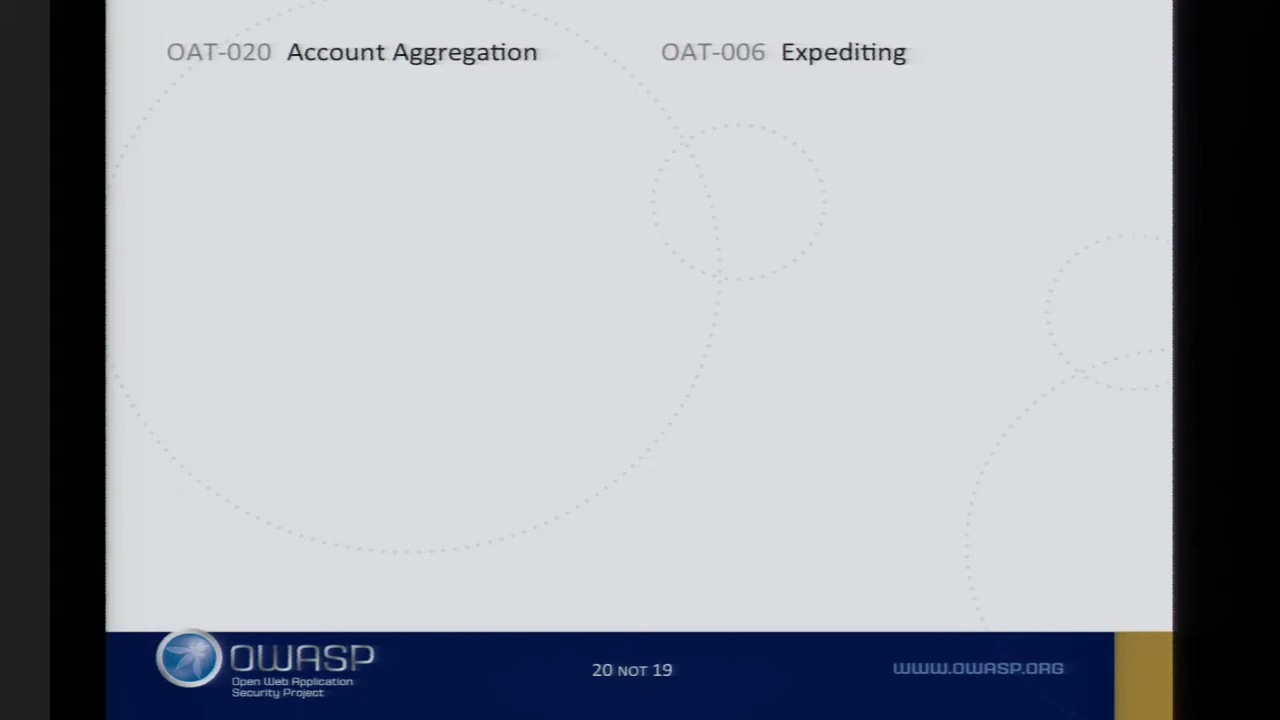 OAT-020 Account Aggregation
OAT-006 Expediting
OWASP
Open Web Application
Security Project
20 NOT 19
WWW.OWASP.ORG